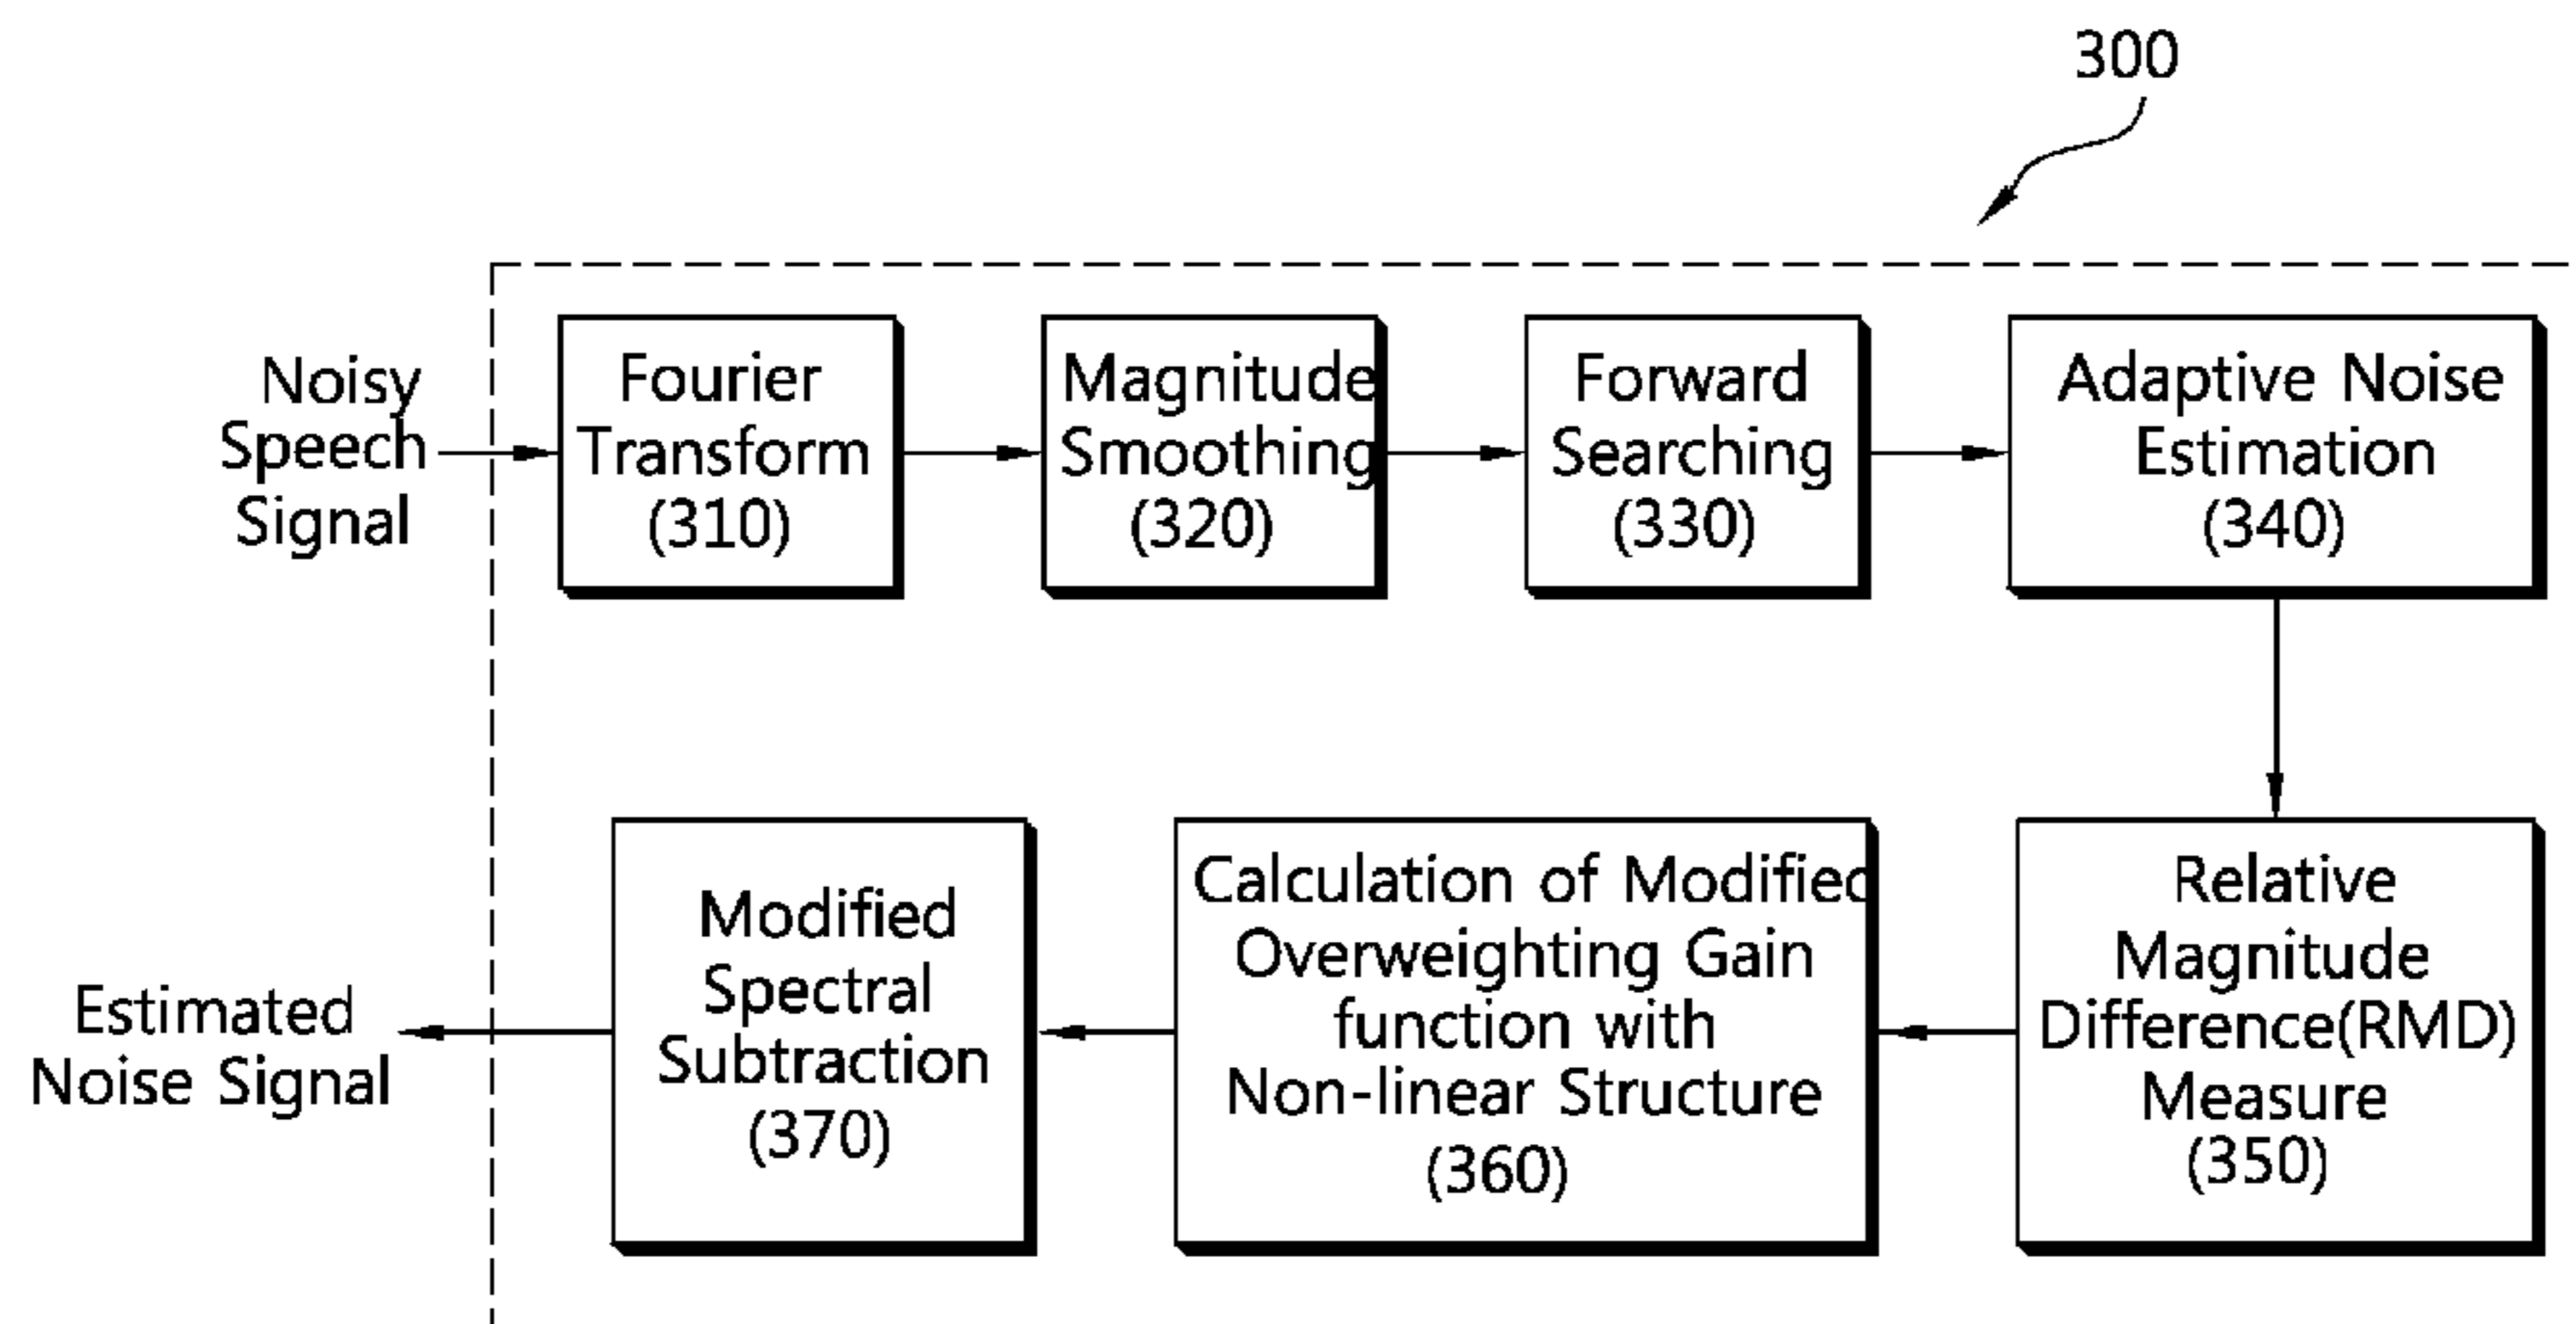 300
Noisy
Speech
Signal
Fourier
Transform
(310)
Magnitude
Smoothing
(320)
Forward
Searching
(330)
Adaptive Noise
Estimation
(340)
Relative
Magnitude
Difference(RMD)
Measure
(350)
Calculation of Modified
Overweighting Gain
function with
Non-linear Structure
(360)
Modified
Spectral
Subtraction
(370)
Estimated
Noise Signal